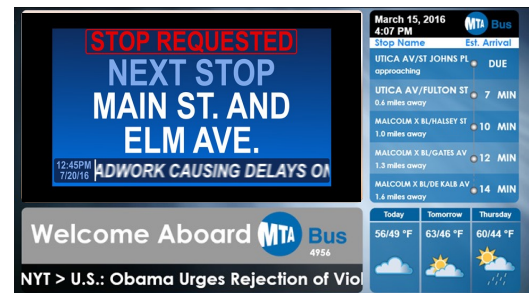 STOP REQUESTED
NEXT STOP
MAIN ST. AND
ELM AVE.
12:45PM
7/20/16
ADWORK CAUSING DELAYS ON
Welcome Aboard MTA Bus
4956
NYT > U.S.: Obama Urges Rejection of Viol
March 15, 2016
4:07 PM
MTA Bus
Stop Name Est. Arrival
UTICA AV/ST JOHNS PL DUE
approaching
UTICA AV/FULTON ST 7 MIN
0.6 miles away
MALCOLM X BL/HALSEY ST 10 MIN
1.0 miles away
MALCOLM X BL/GATES AV 12 MIN
1.3 miles away
MALCOLM X BL/DE KALB AV 14 MIN
1.6 miles away
Today Tomorrow Thursday
56/49 °F 63/46 °F 60/44 °F